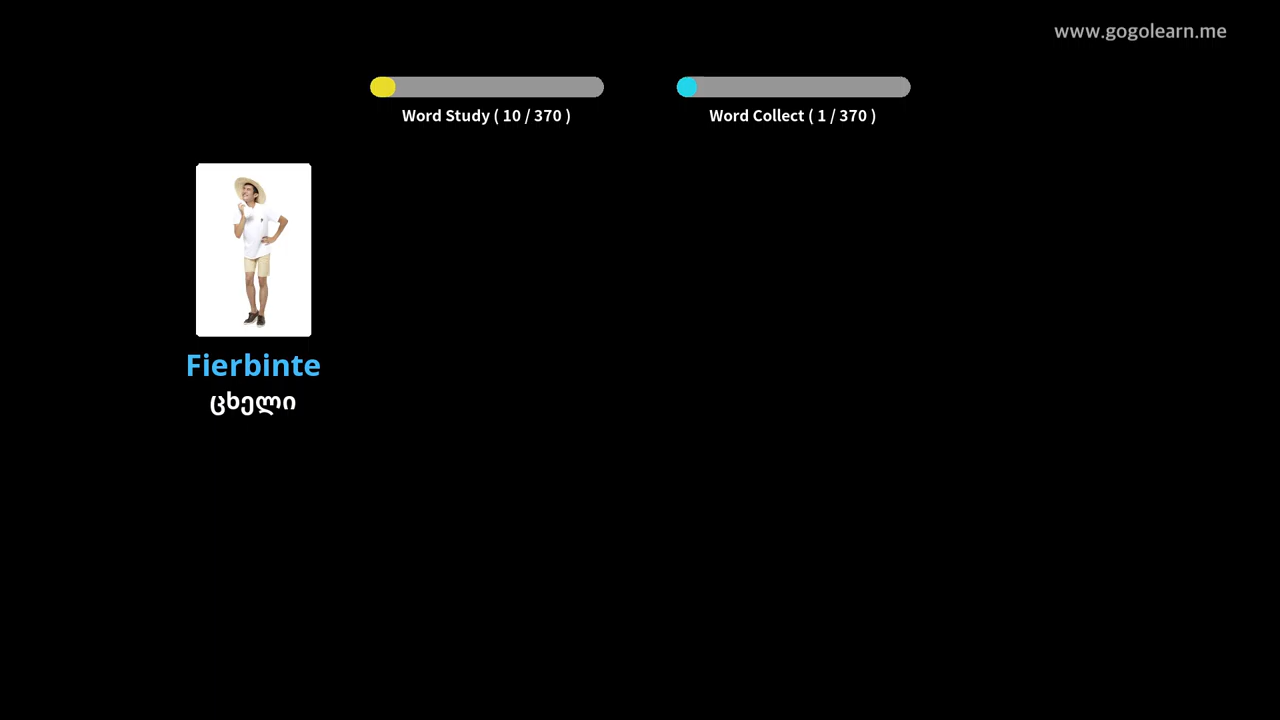 www.gogolearn.me
Word Study ( 10 / 370 )
Word Collect ( 1 / 370 )
Fierbinte
ცხელი